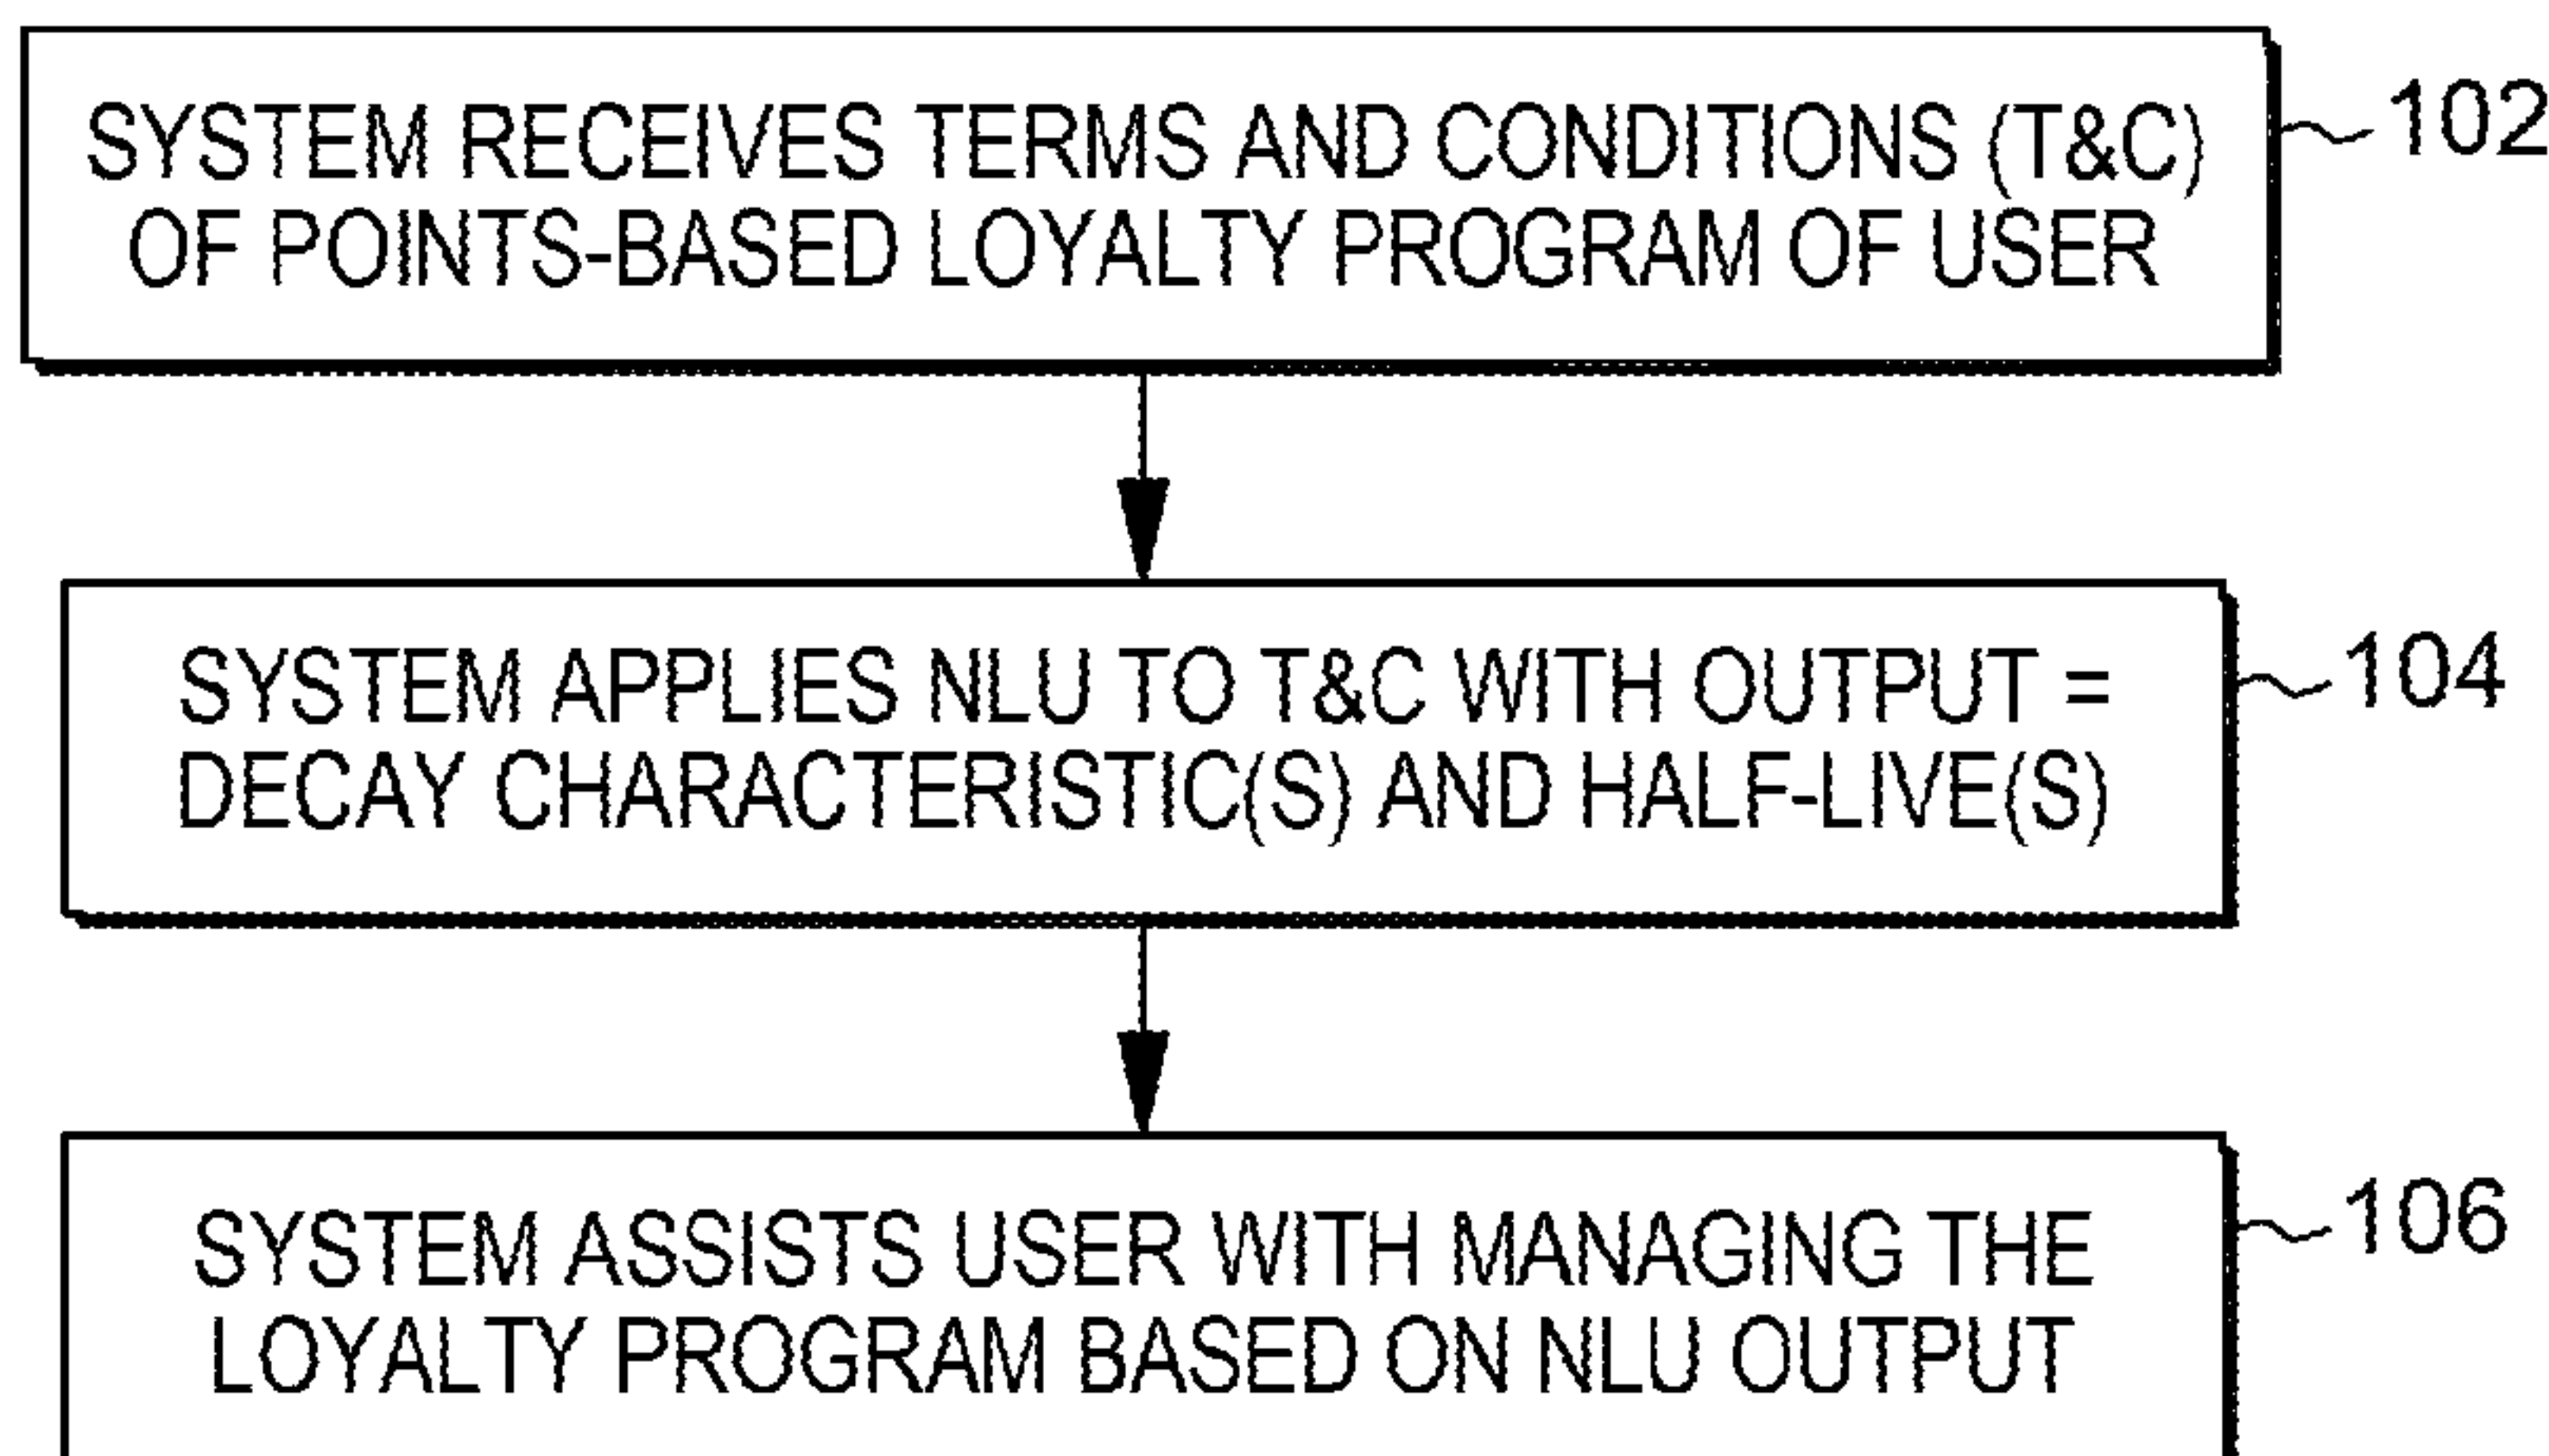 SYSTEM RECEIVES TERMS AND CONDITIONS (T&C)
OF POINTS-BASED LOYALTY PROGRAM OF USER
102
SYSTEM APPLIES NLU TO T&C WITH OUTPUT =
DECAY CHARACTERISTIC(S) AND HALF-LIVE(S)
104
SYSTEM ASSISTS USER WITH MANAGING THE
LOYALTY PROGRAM BASED ON NLU OUTPUT
106